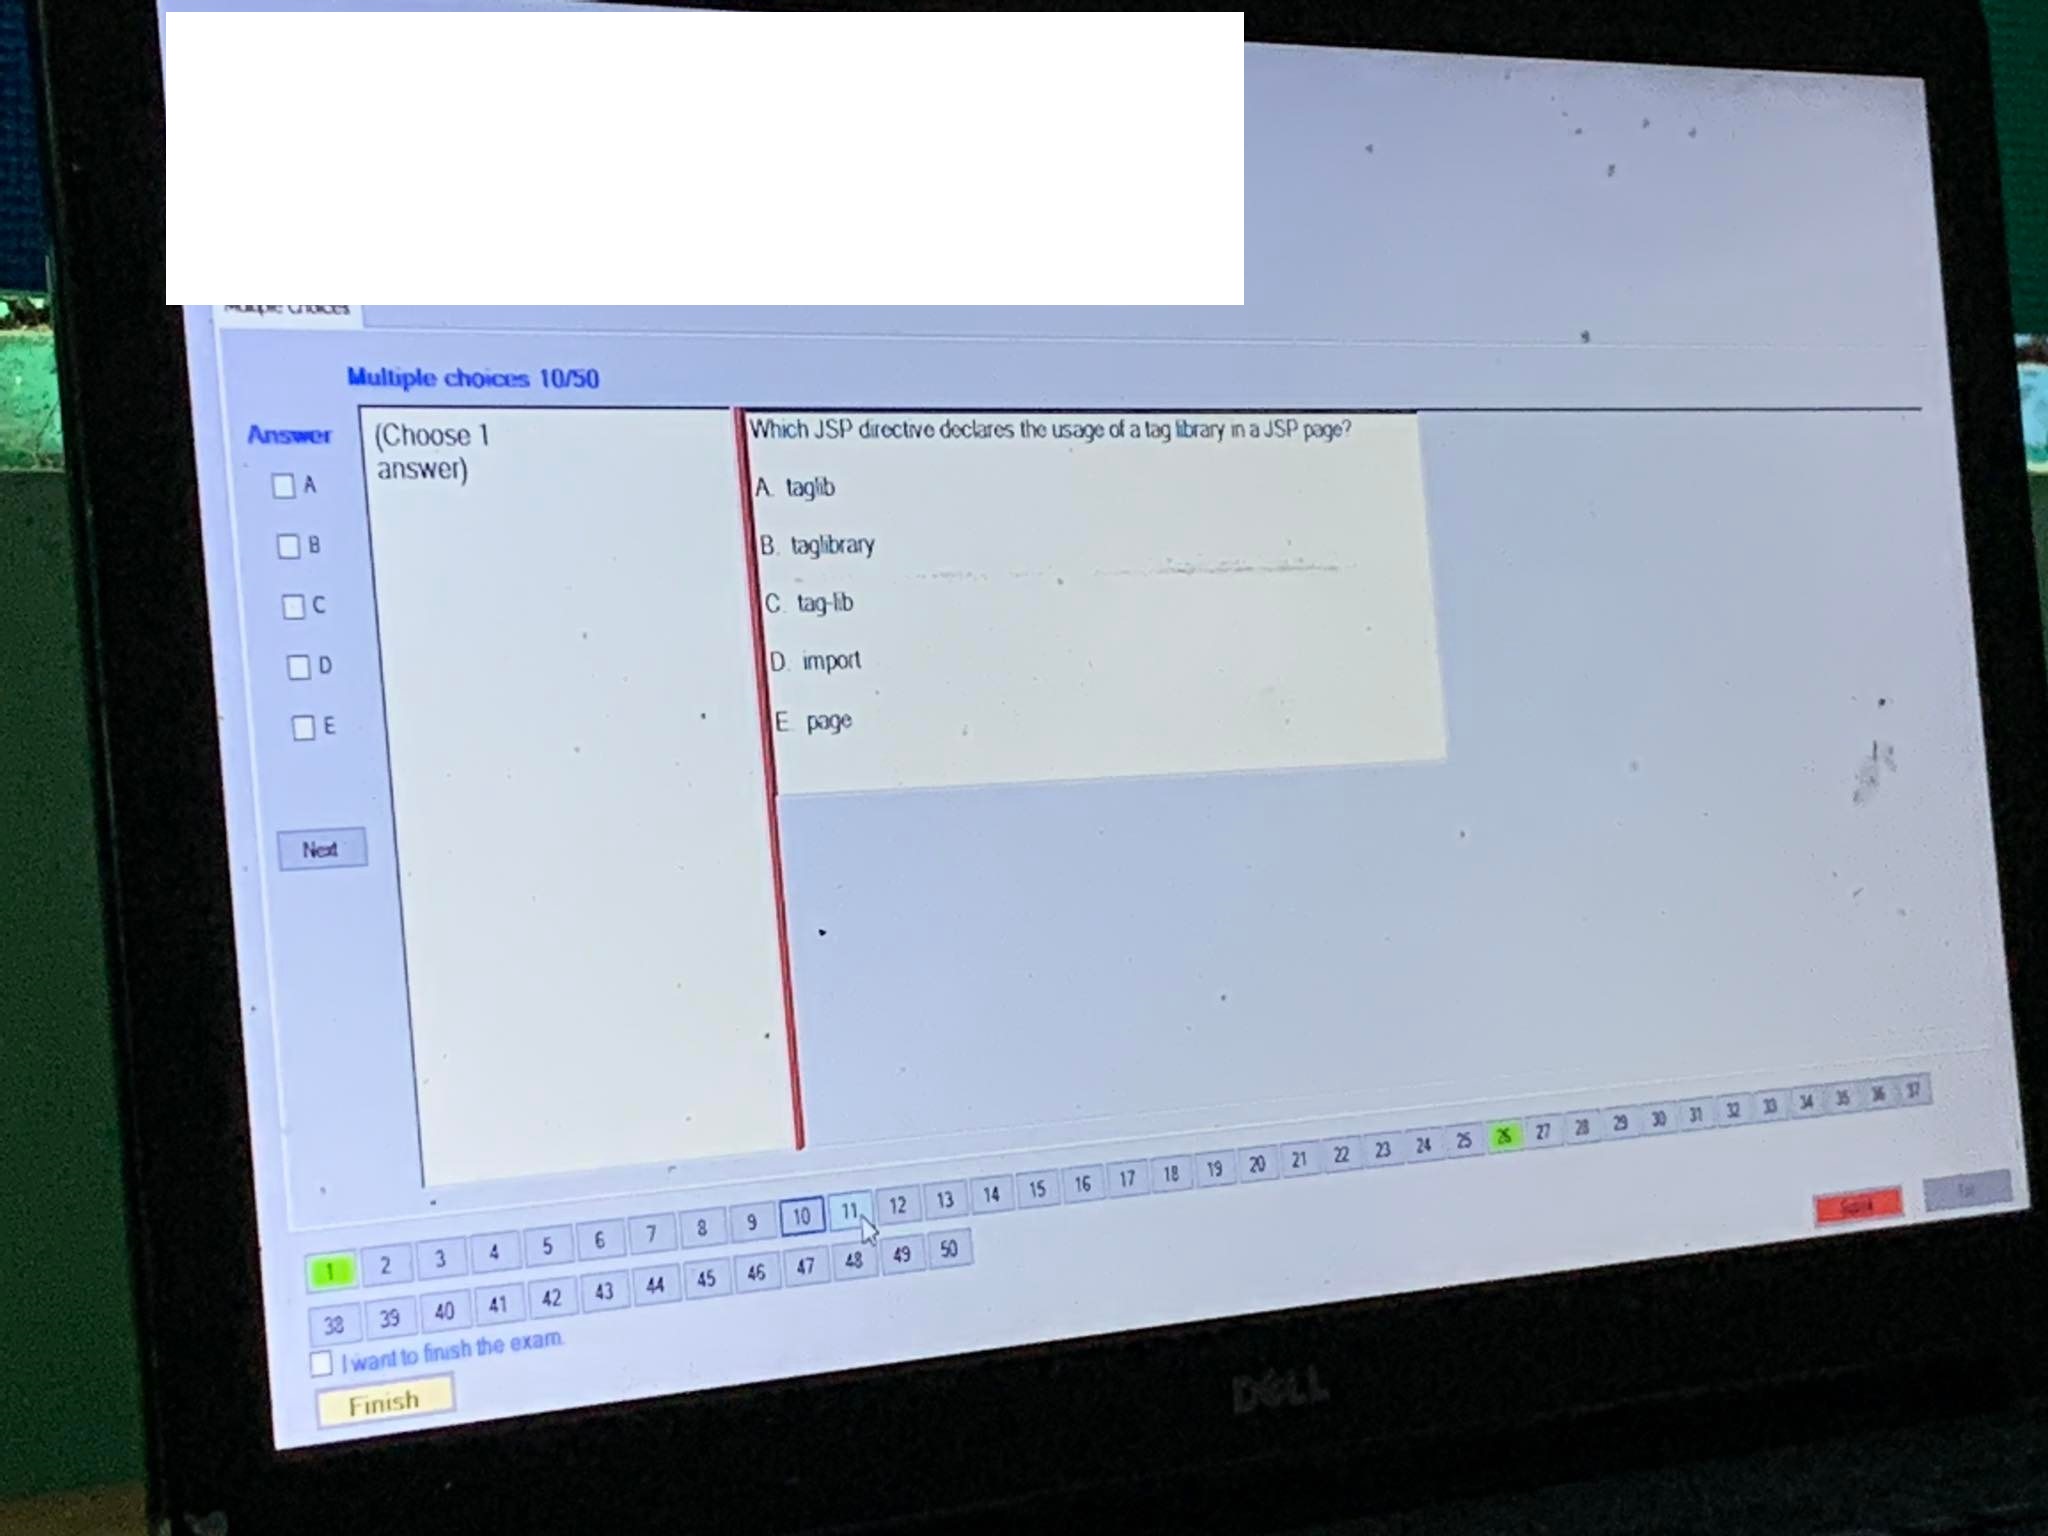 Multiple Choices
Multiple choices 10/50
Answer
A
B
C
D
E
Next
(Choose 1
answer)
Which JSP directive declares the usage of a tag library in a JSP page?
A. taglib
B. taglibrary
C. tag-lib
D. import
E. page
1 2 3 4 5 6 7 8 9 10 11 12 13 14 15 16 17 18 19 20 21 22 23 24 25 26 27 28 29 30 31 32 33 34 35 36 37
38 39 40 41 42 43 44 45 46 47 48 49 50
I want to finish the exam.
Finish
DELL